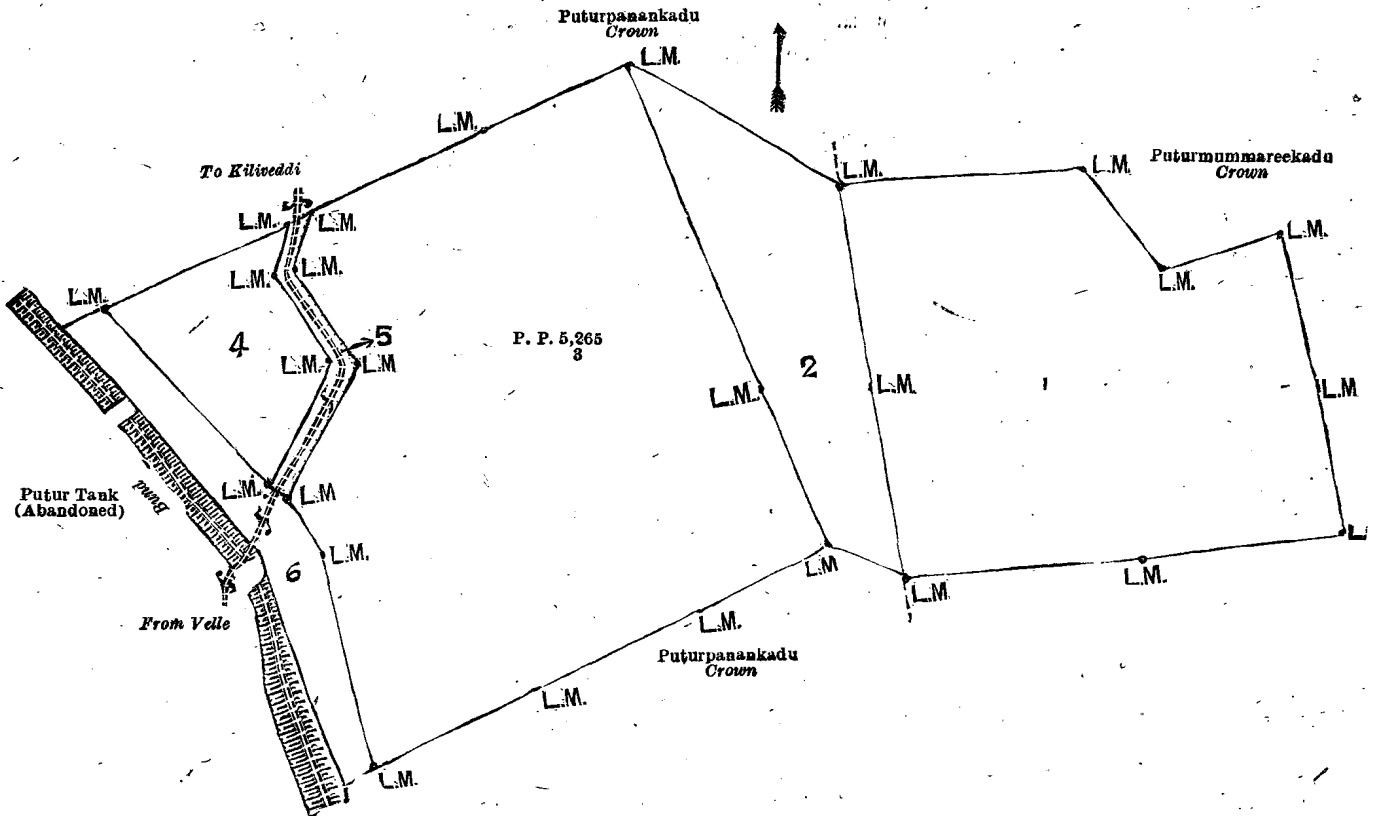 Puturpanankadu
Crown
L.M.
L.M.
To Kiliveddi
L.M.
L.M.
Puturmummareekadu
Crown
L.M.
L.M.
L.M.
L.M.
L.M.
L.M.
L.M.
L.M.
4
5
P. P. 5,265
3
2
1
L.M.
L.M
L.M.
L.M.
L.M
Putur Tank
(Abandoned)
Bund
L.M.
L.M
L
6
L.M.
L.M
L.M
L.M.
From Velle
L.M.
Puturpanankadu
Crown
L.M.
L.M.